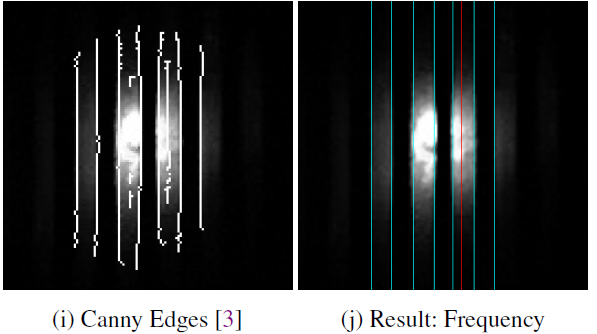 (i) Canny Edges [3]
(j) Result: Frequency